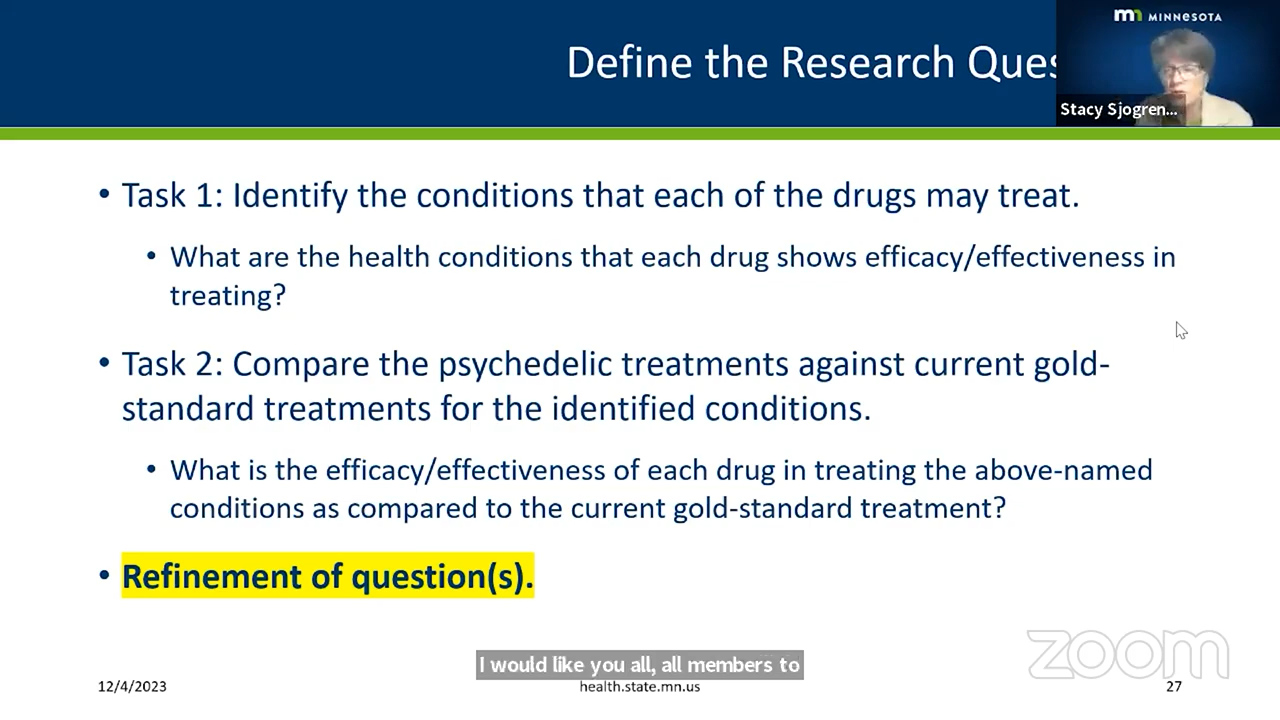 mn MINNESOTA
Define the Research Ques
Stacy Sjogren...
• Task 1: Identify the conditions that each of the drugs may treat.
• What are the health conditions that each drug shows efficacy/effectiveness in
treating?
• Task 2: Compare the psychedelic treatments against current gold-
standard treatments for the identified conditions.
• What is the efficacy/effectiveness of each drug in treating the above-named
conditions as compared to the current gold-standard treatment?
• Refinement of question(s).
zoom
I would like you all, all members to
12/4/2023
health.state.mn.us
27